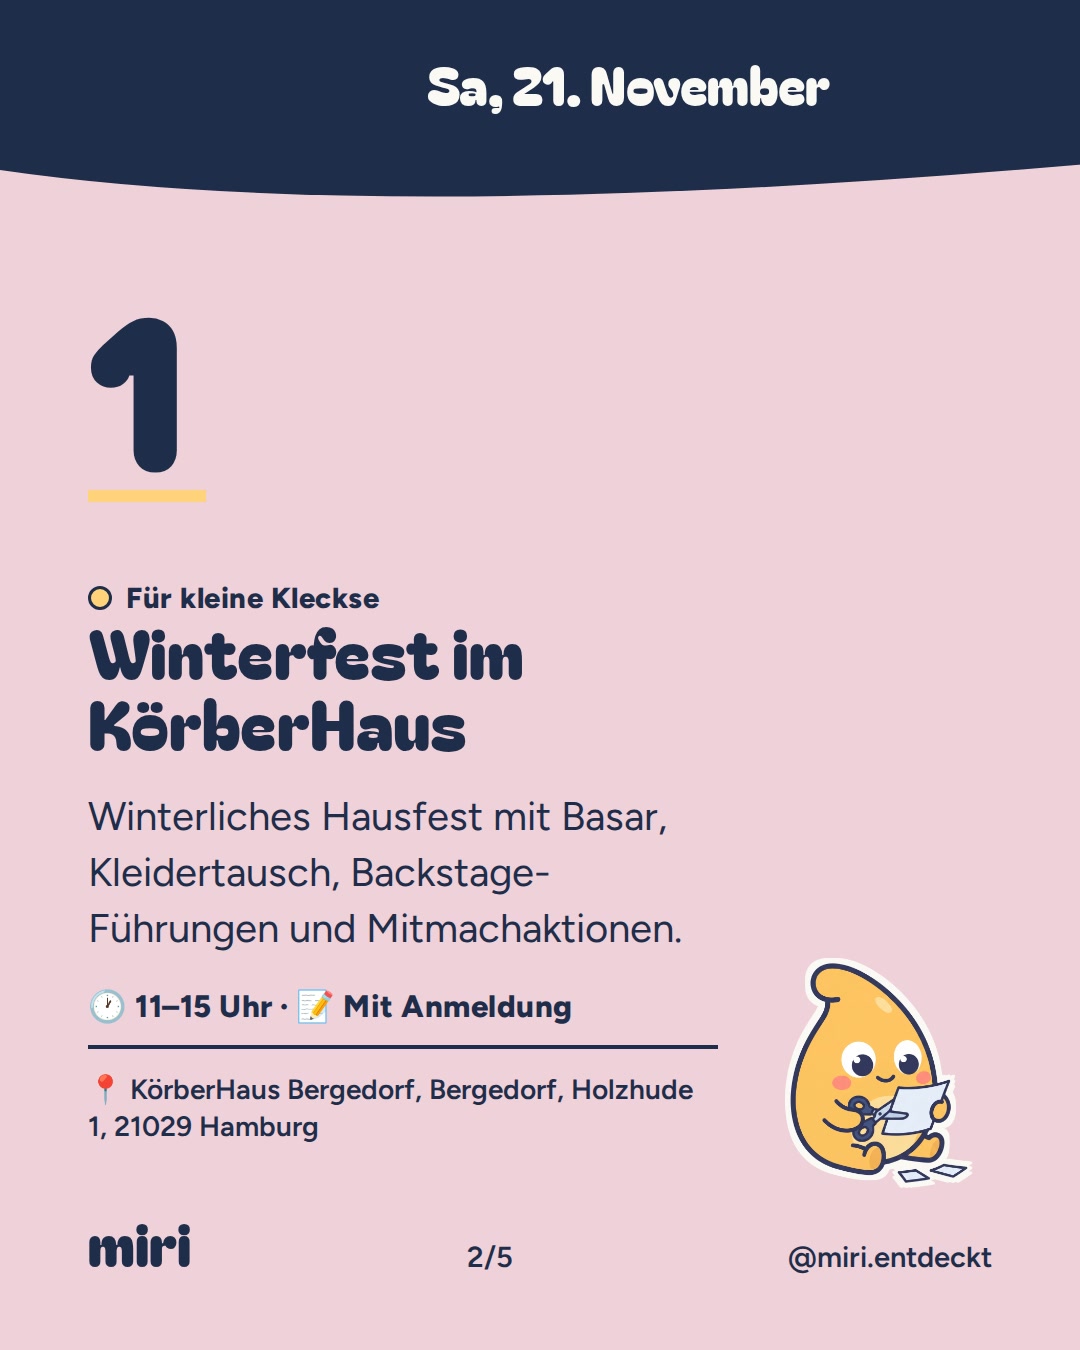 Sa, 21. November
1
Für kleine Kleckse
Winterfest im
KörberHaus
Winterliches Hausfest mit Basar,
Kleidertausch, Backstage-
Führungen und Mitmachaktionen.
🕐 11–15 Uhr · 📝 Mit Anmeldung
📍 KörberHaus Bergedorf, Bergedorf, Holzhude
1, 21029 Hamburg
miri
2/5
@miri.entdeckt